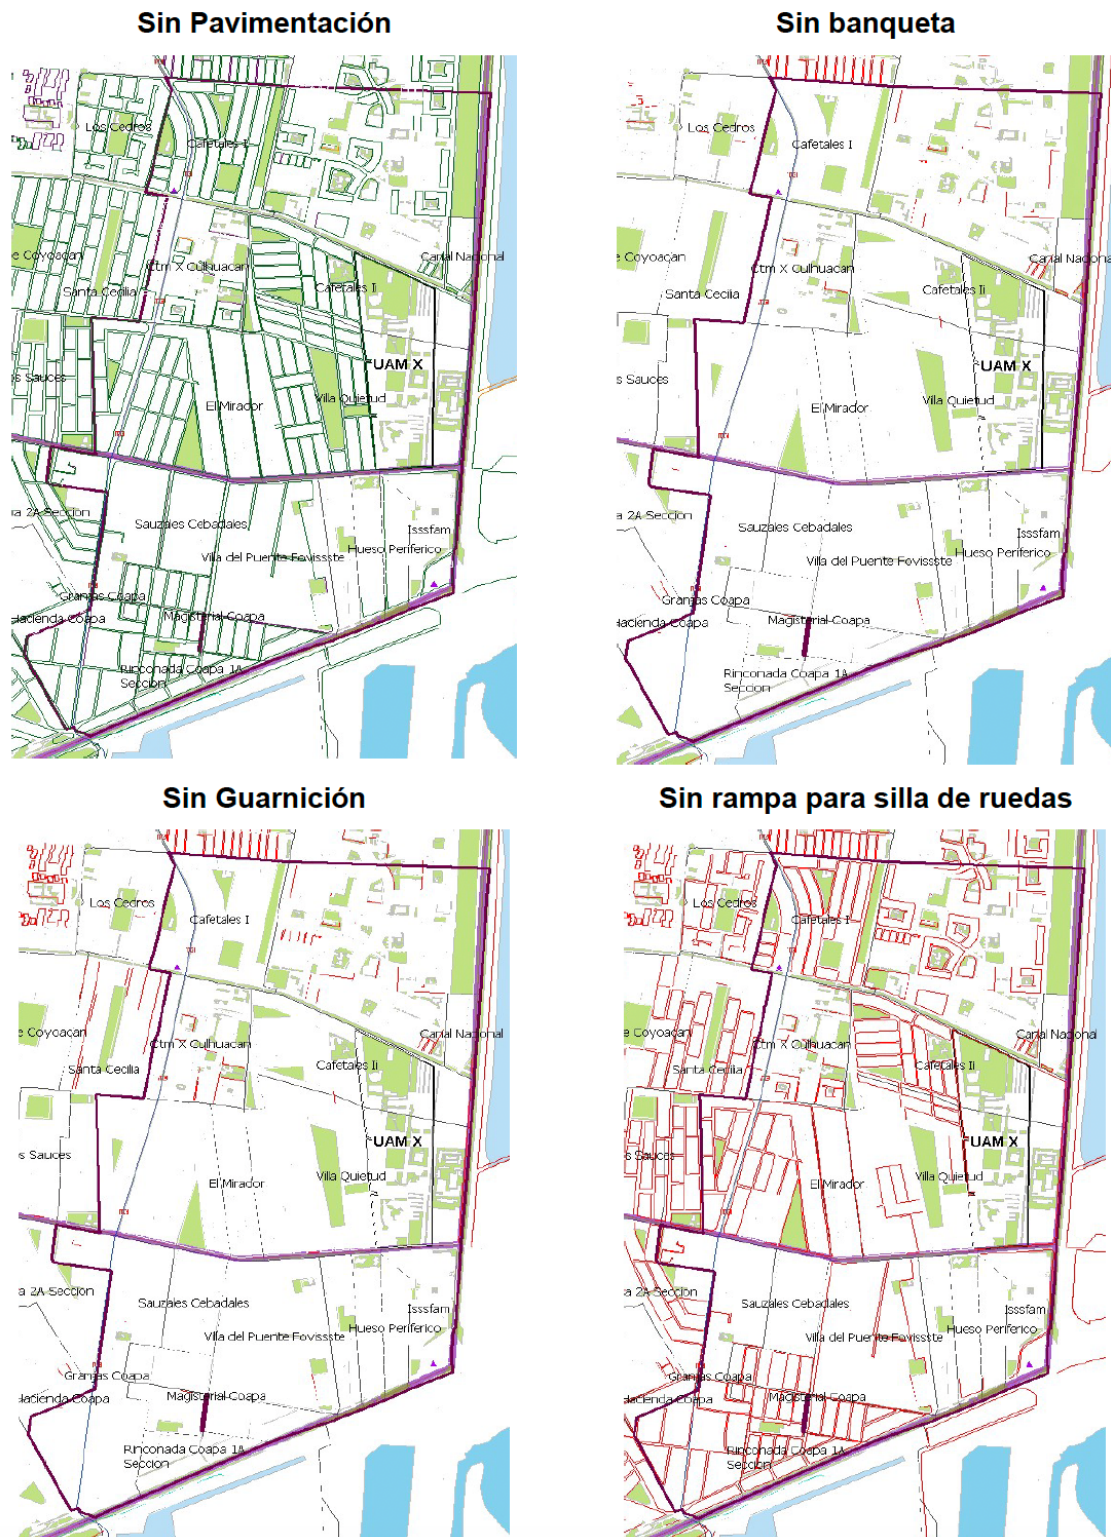 Sin Pavimentación
Sin banqueta
Los Cedros
Cafetales I
e Coyoacan
Ctm X Culhuacan
Canal Nacional
Santa Cecilia
Cafetales Ii
UAM X
s Sauces
El Mirador
Villa Quietud
a 2A Seccion
Sauzales Cebadales
Isssfam
Villa del Puente Fovissste
Hueso Periferico
Granjas Coapa
Hacienda Coapa
Magisterial Coapa
Rinconada Coapa 1A
Seccion
Los Cedros
Cafetales I
e Coyoacan
Ctm X Culhuacan
Canal Nacional
Santa Cecilia
Cafetales Ii
UAM X
s Sauces
El Mirador
Villa Quietud
a 2A Seccion
Sauzales Cebadales
Isssfam
Villa del Puente Fovissste
Hueso Periferico
Granjas Coapa
Hacienda Coapa
Magisterial Coapa
Rinconada Coapa 1A
Seccion
Sin Guarnición
Sin rampa para silla de ruedas
Los Cedros
Cafetales I
e Coyoacan
Ctm X Culhuacan
Canal Nacional
Santa Cecilia
Cafetales Ii
UAM X
s Sauces
El Mirador
Villa Quietud
a 2A Seccion
Sauzales Cebadales
Isssfam
Villa del Puente Fovissste
Hueso Periferico
Granjas Coapa
Hacienda Coapa
Magisterial Coapa
Rinconada Coapa 1A
Seccion
Los Cedros
Cafetales I
e Coyoacan
Ctm X Culhuacan
Canal Nacional
Santa Cecilia
Cafetales Ii
UAM X
s Sauces
El Mirador
Villa Quietud
a 2A Seccion
Sauzales Cebadales
Isssfam
Villa del Puente Fovissste
Hueso Periferico
Granjas Coapa
Hacienda Coapa
Magisterial Coapa
Rinconada Coapa 1A
Seccion